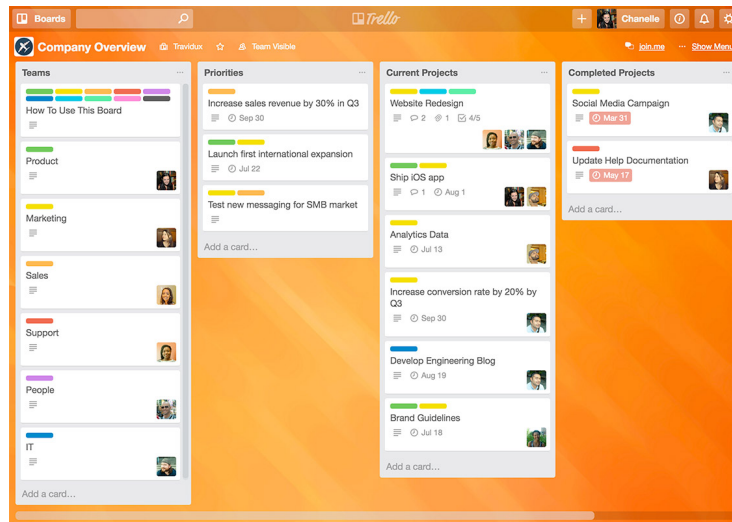 Boards
Trello
Chanelle
Company Overview
Travidux
Team Visible
join.me
Show Menu
Teams
How To Use This Board
Product
Marketing
Sales
Support
People
IT
Add a card…
Priorities
Increase sales revenue by 30% in Q3
Sep 30
Launch first international expansion
Jul 22
Test new messaging for SMB market
Add a card…
Current Projects
Website Redesign
2 1 4/5
Ship iOS app
1 Aug 1
Analytics Data
Jul 13
Increase conversion rate by 20% by
Q3
Sep 30
Develop Engineering Blog
Aug 19
Brand Guidelines
Jul 18
Add a card…
Completed Projects
Social Media Campaign
Mar 31
Update Help Documentation
May 17
Add a card…